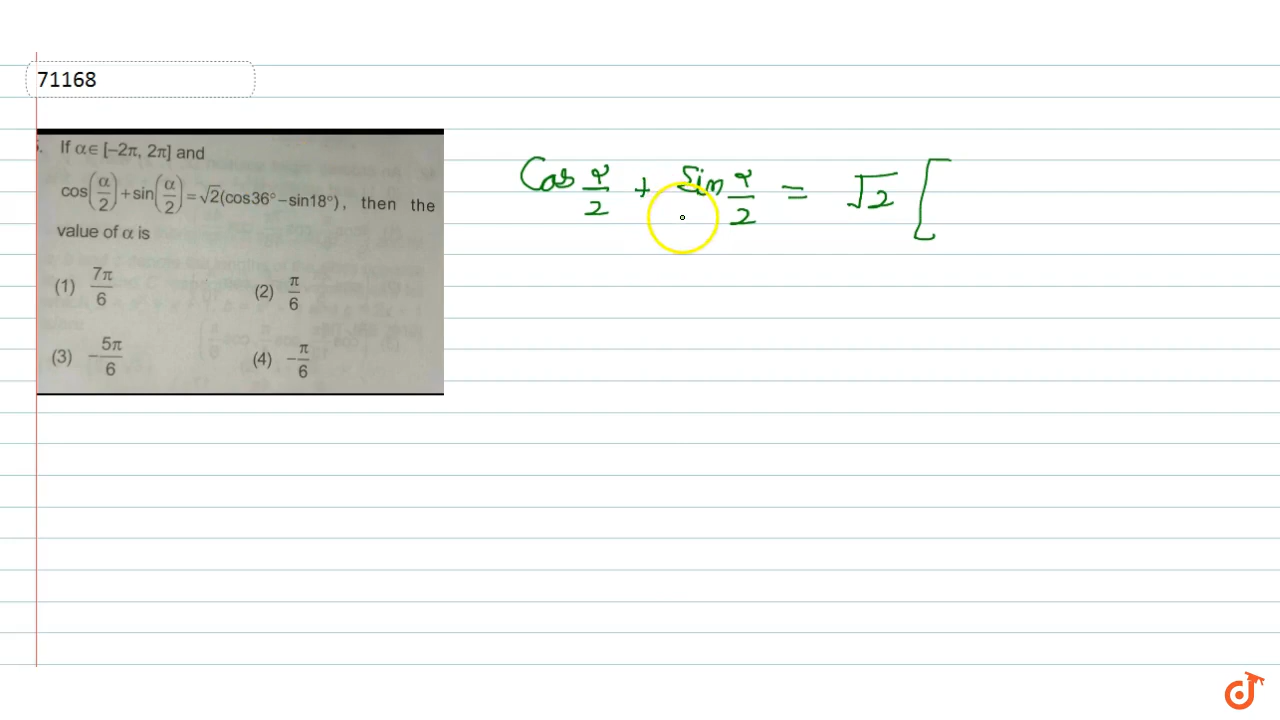 71168
If α∈ [–2π, 2π] and
cos(α/2)+sin(α/2)=√2(cos36°–sin18°), then the
value of α is
(1) 7π/6 (2) π/6
(3) –5π/6 (4) –π/6
Cos α/2 + Sin α/2 = √2 [